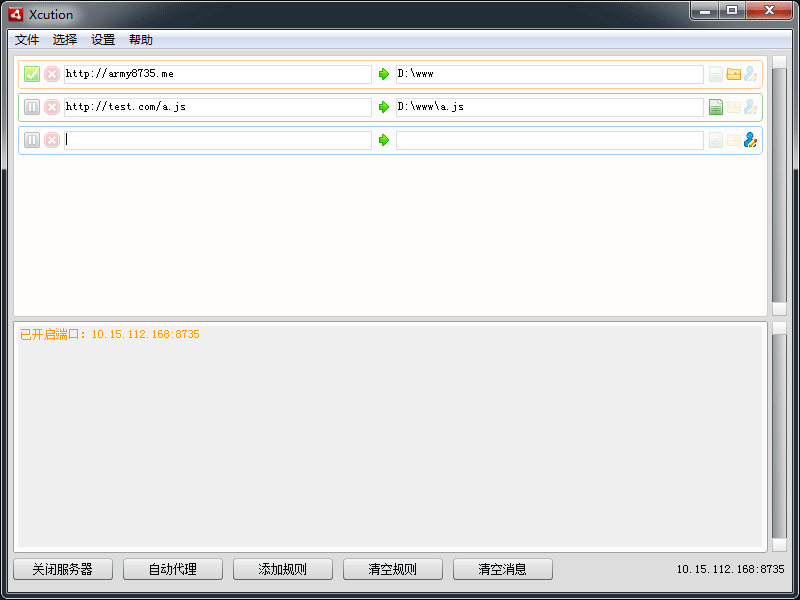 Xcution
文件 选择 设置 帮助
http://army8735.me D:\www
http://test.com/a.js D:\www\a.js
已开启端口：10.15.112.168:8735
关闭服务器 自动代理 添加规则 清空规则 清空消息 10.15.112.168:8735